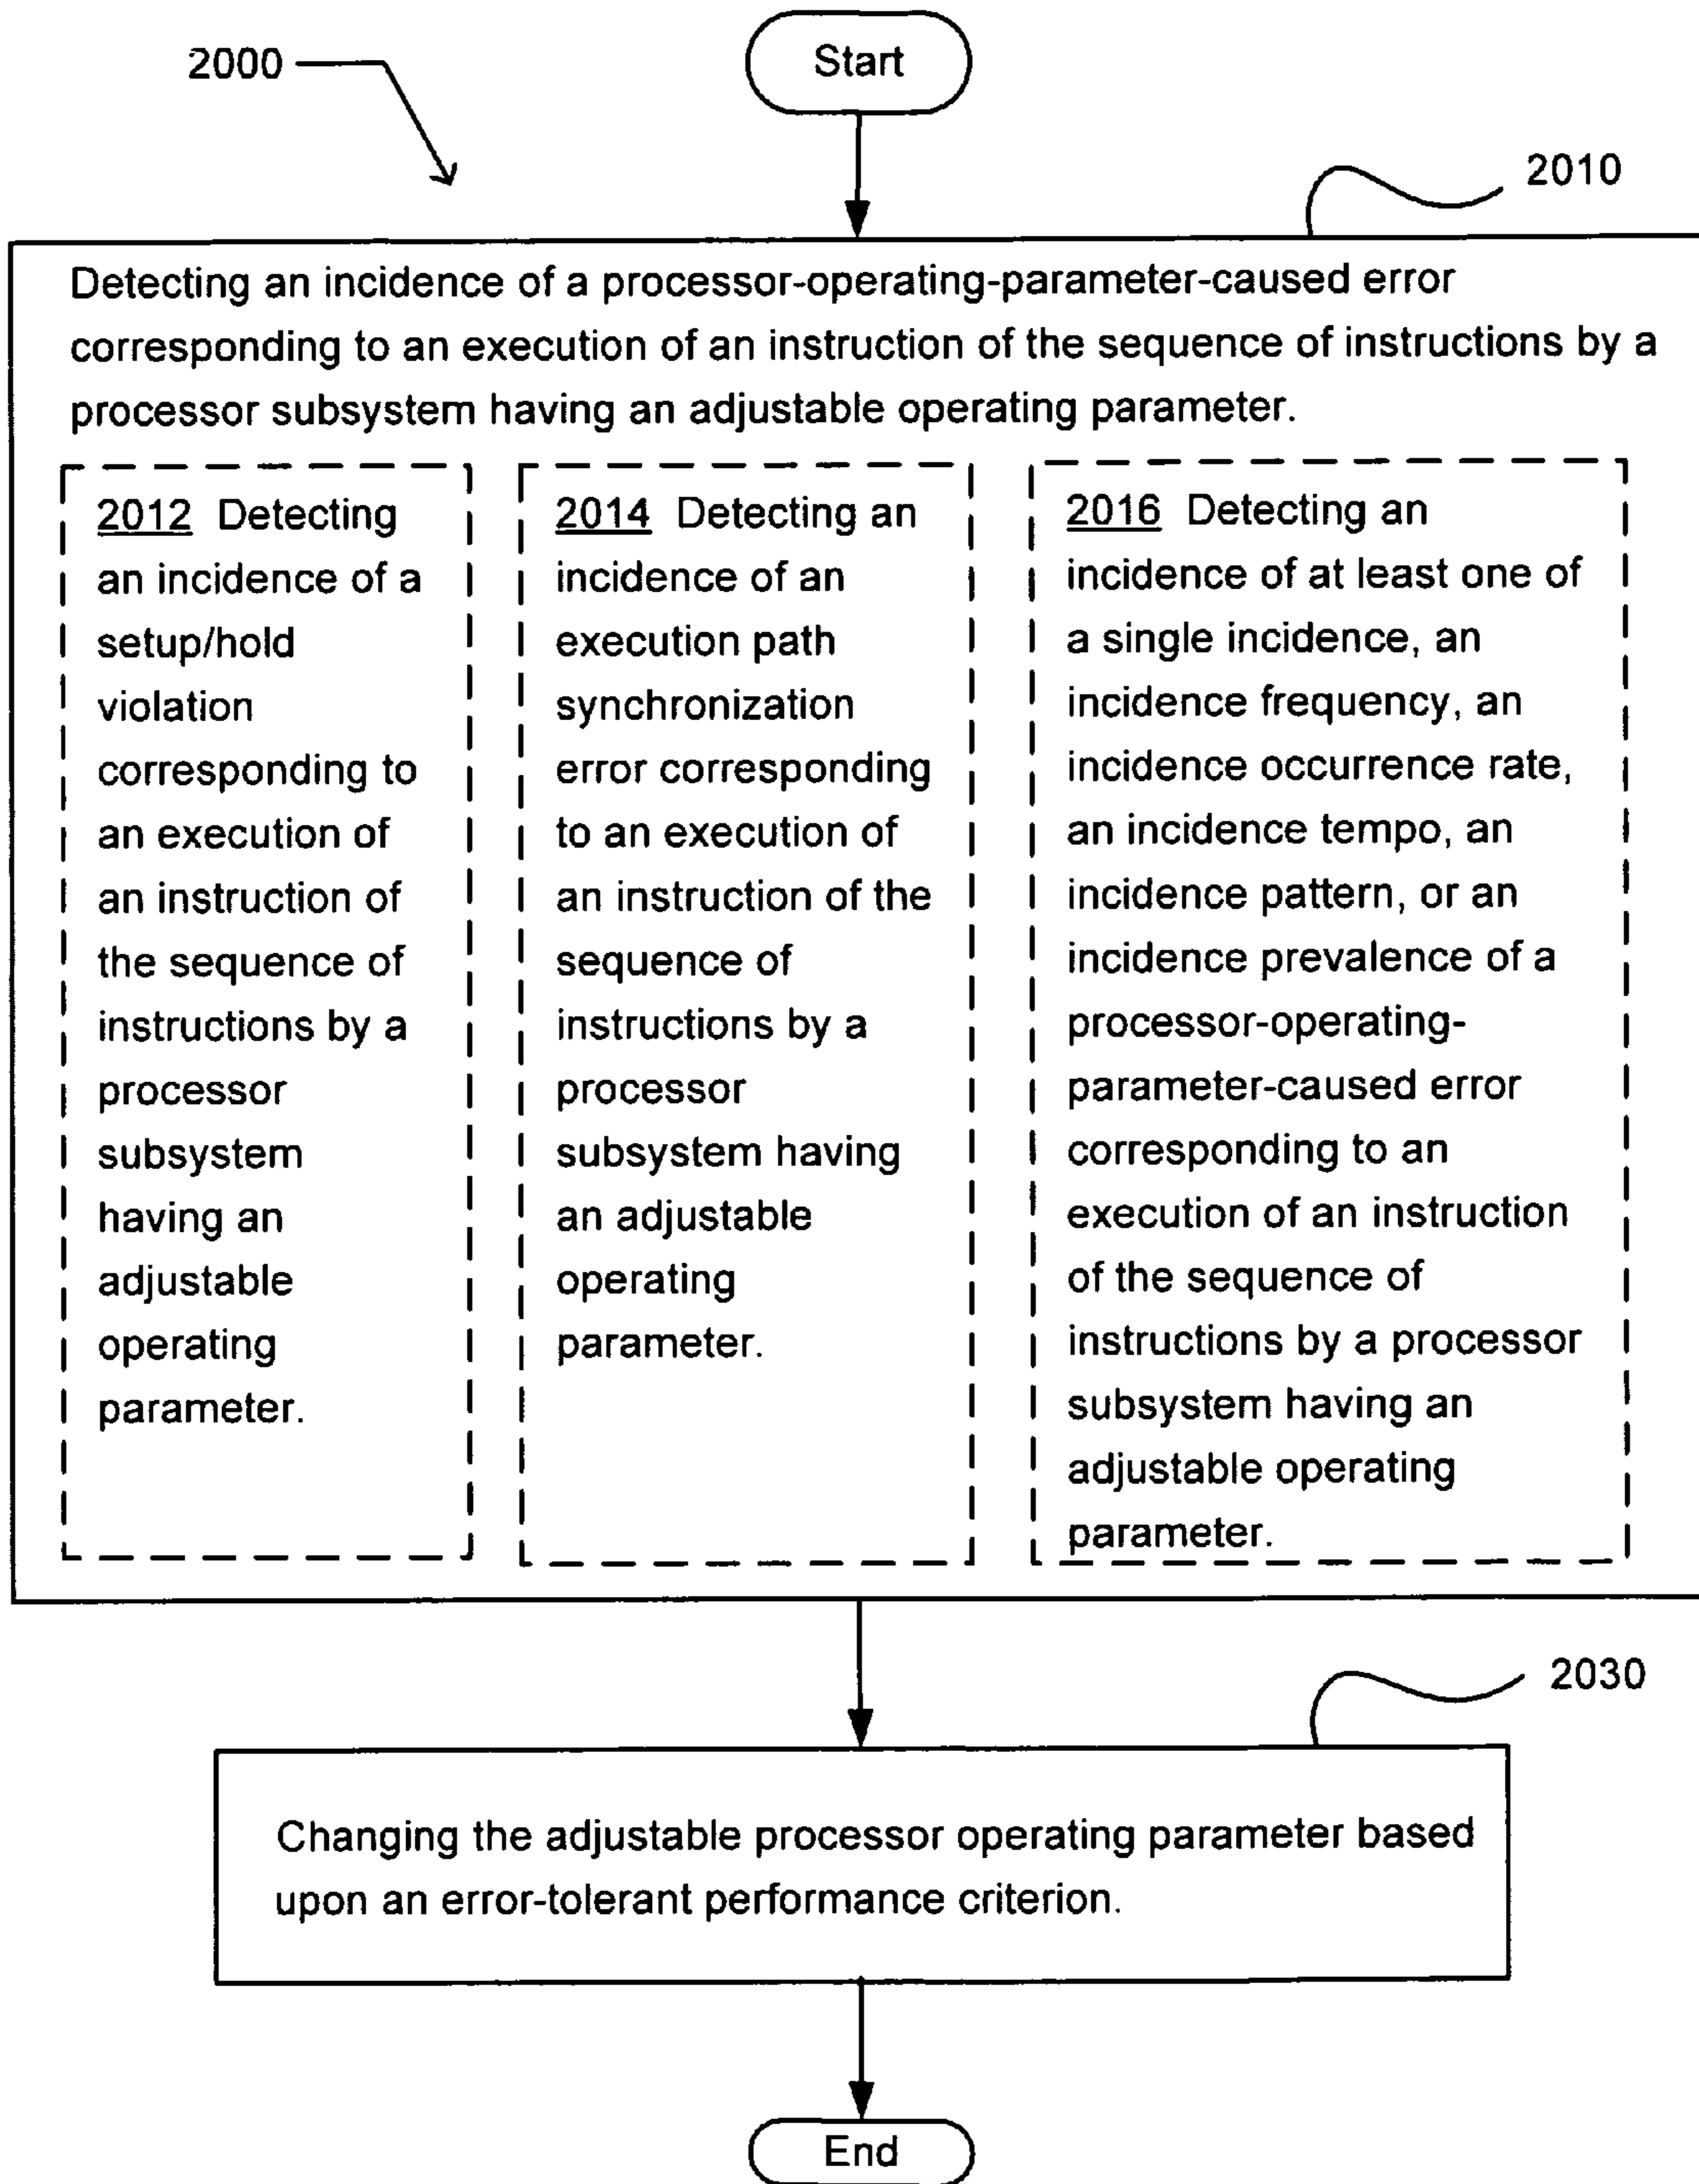 2000
Start
2010
Detecting an incidence of a processor-operating-parameter-caused error
corresponding to an execution of an instruction of the sequence of instructions by a
processor subsystem having an adjustable operating parameter.
2012 Detecting
an incidence of a
setup/hold
violation
corresponding to
an execution of
an instruction of
the sequence of
instructions by a
processor
subsystem
having an
adjustable
operating
parameter.
2014 Detecting an
incidence of an
execution path
synchronization
error corresponding
to an execution of
an instruction of the
sequence of
instructions by a
processor
subsystem having
an adjustable
operating
parameter.
2016 Detecting an
incidence of at least one of
a single incidence, an
incidence frequency, an
incidence occurrence rate,
an incidence tempo, an
incidence pattern, or an
incidence prevalence of a
processor-operating-
parameter-caused error
corresponding to an
execution of an instruction
of the sequence of
instructions by a processor
subsystem having an
adjustable operating
parameter.
2030
Changing the adjustable processor operating parameter based
upon an error-tolerant performance criterion.
End